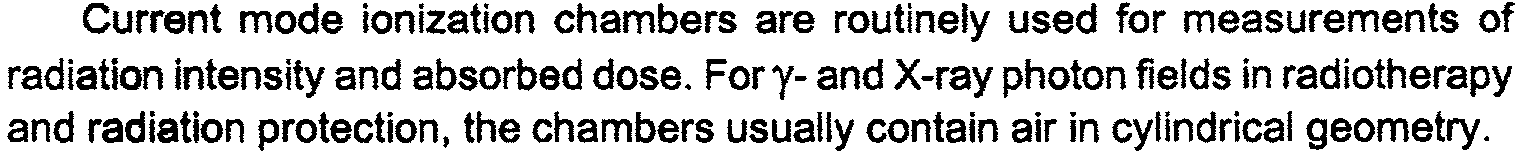 Current mode ionization chambers are routinely used for measurements of
radiation intensity and absorbed dose. For γ- and X-ray photon fields in radiotherapy
and radiation protection, the chambers usually contain air in cylindrical geometry.